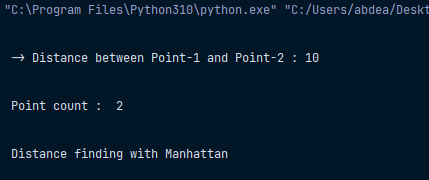 "C:\Program Files\Python310\python.exe" "C:/Users/abdea/Deskt
-> Distance between Point-1 and Point-2 : 10
Point count :  2
Distance finding with Manhattan